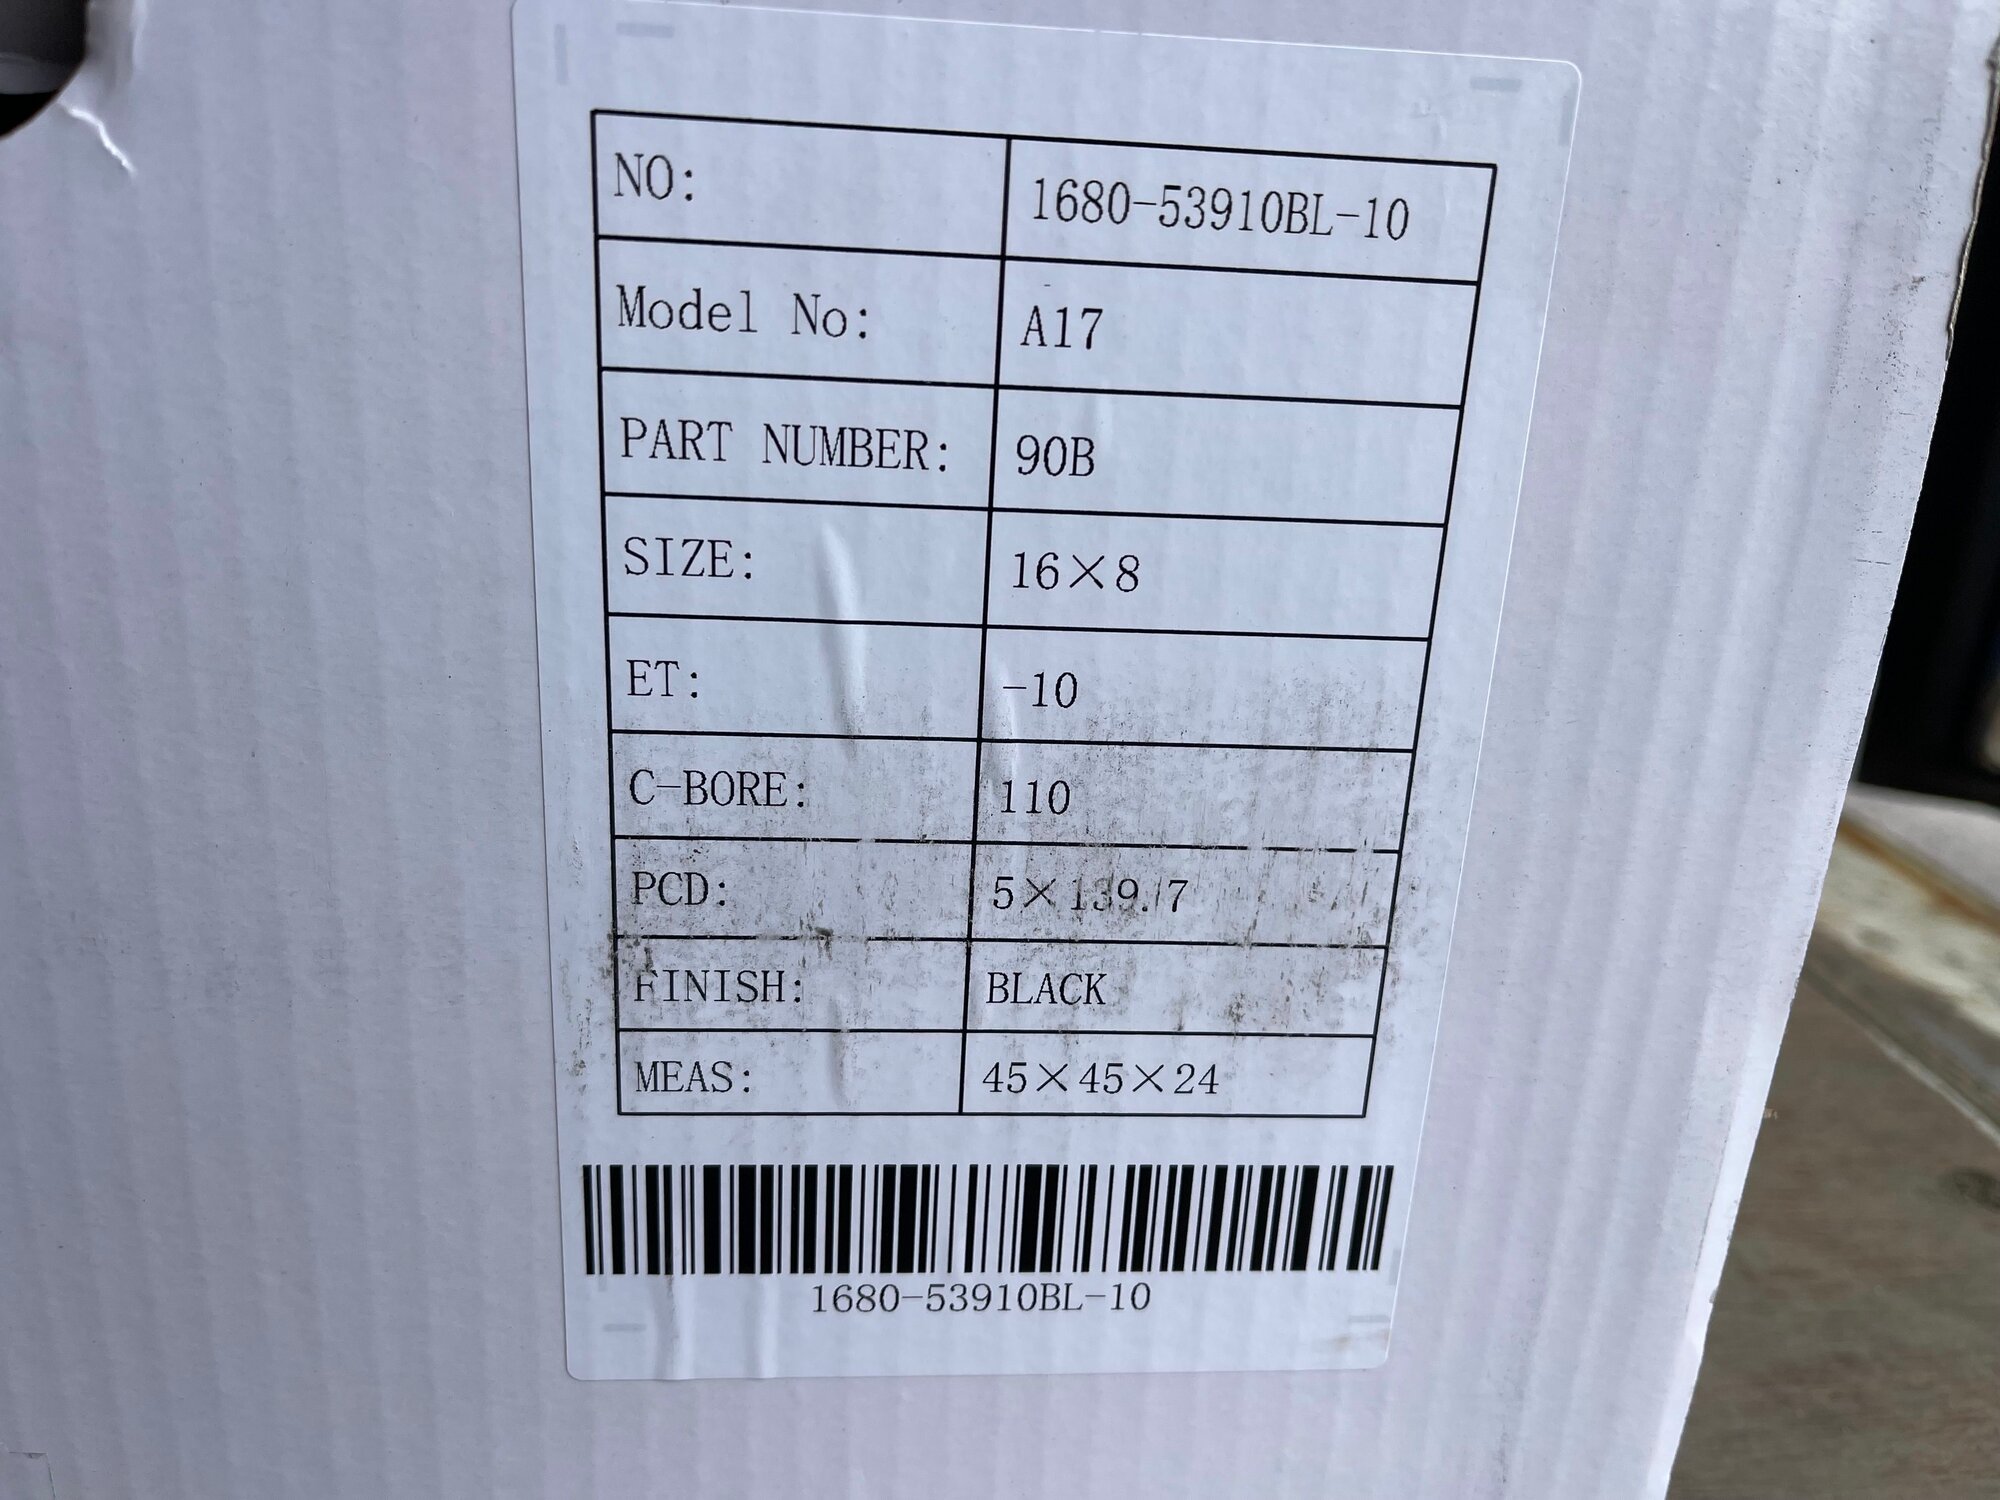 NO: 1680-53910BL-10
Model No: A17
PART NUMBER: 90B
SIZE: 16×8
ET: -10
C-BORE: 110
PCD: 5×139.7
FINISH: BLACK
MEAS: 45×45×24
1680-53910BL-10